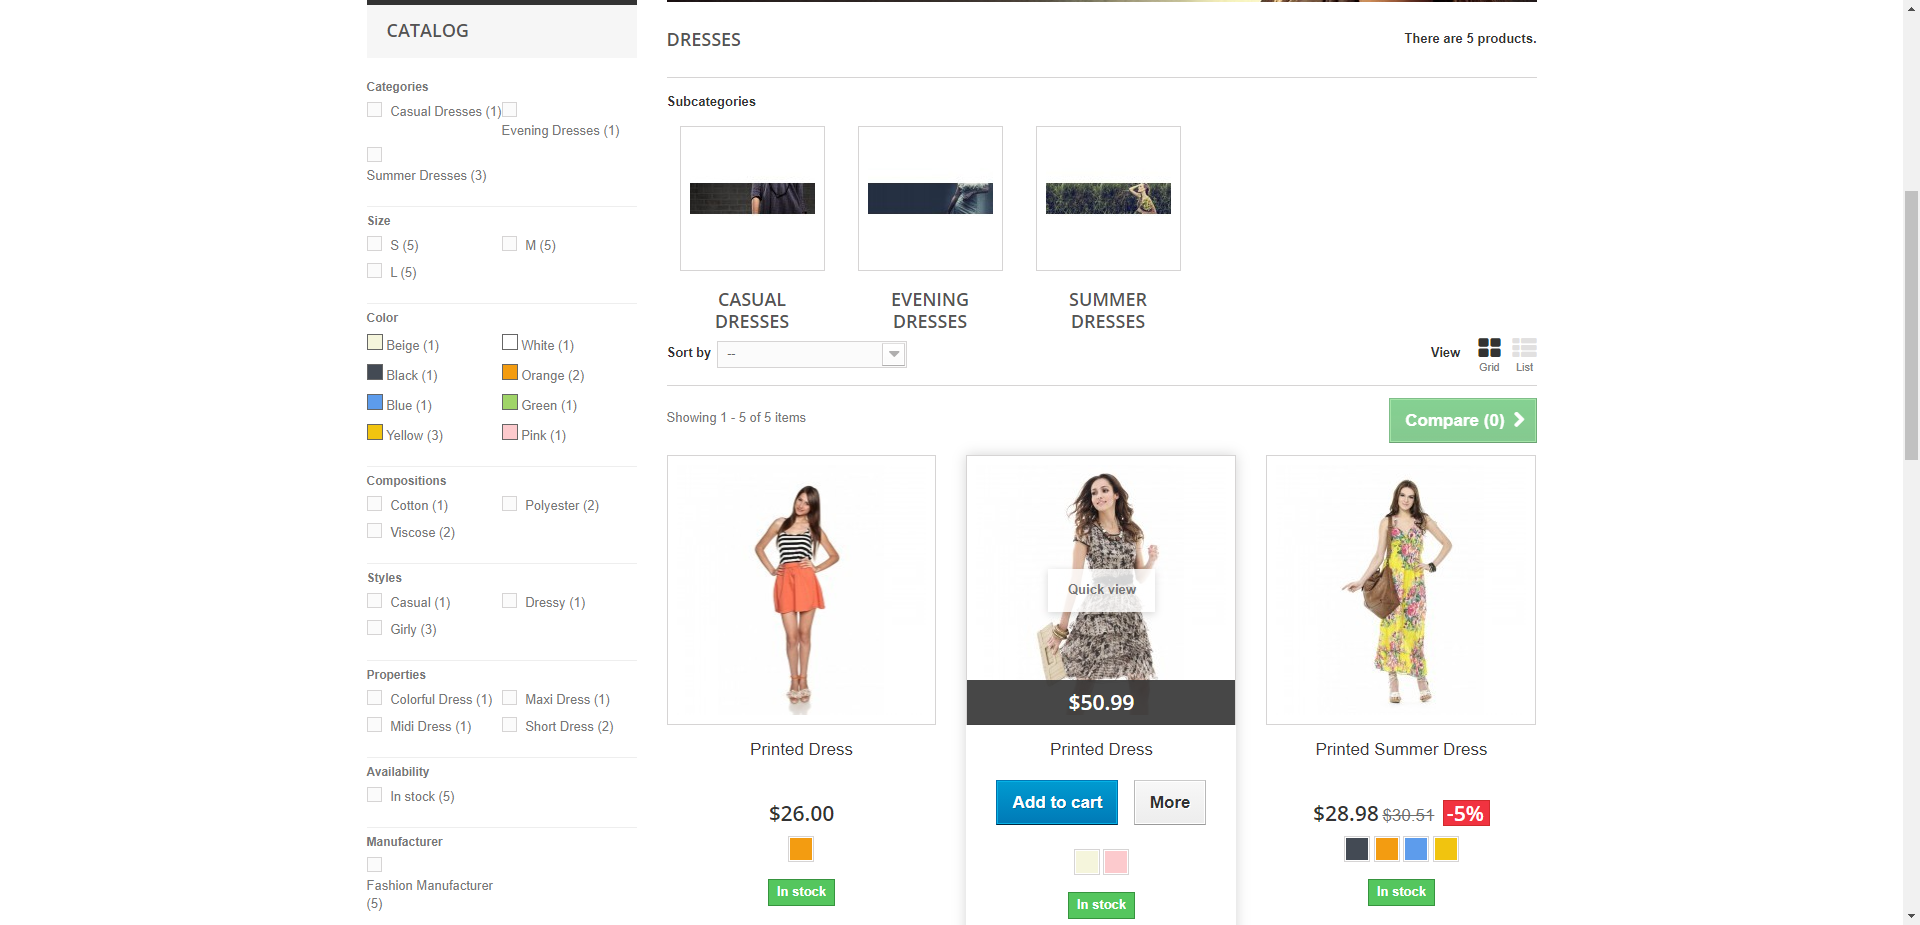 CATALOG
Categories
Casual Dresses (1)
Evening Dresses (1)
Summer Dresses (3)
Size
S (5)
M (5)
L (5)
Color
Beige (1)
White (1)
Black (1)
Orange (2)
Blue (1)
Green (1)
Yellow (3)
Pink (1)
Compositions
Cotton (1)
Polyester (2)
Viscose (2)
Styles
Casual (1)
Dressy (1)
Girly (3)
Properties
Colorful Dress (1)
Maxi Dress (1)
Midi Dress (1)
Short Dress (2)
Availability
In stock (5)
Manufacturer
Fashion Manufacturer
(5)
DRESSES
There are 5 products.
Subcategories
CASUAL
DRESSES
EVENING
DRESSES
SUMMER
DRESSES
Sort by
--
View
Grid
List
Showing 1 - 5 of 5 items
Compare (0)
Printed Dress
$26.00
In stock
Quick view
$50.99
Printed Dress
Add to cart
More
In stock
Printed Summer Dress
$28.98 $30.51 -5%
In stock